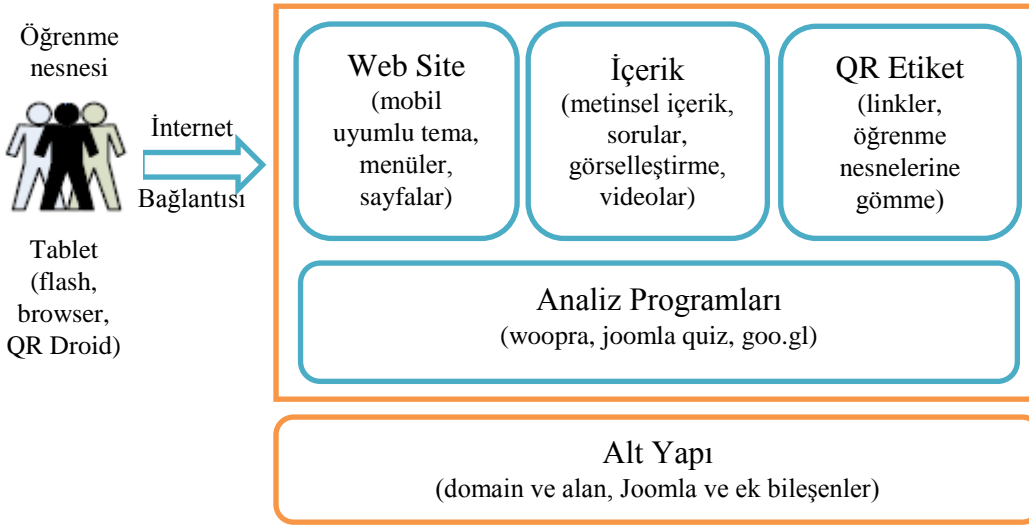 Öğrenme
nesnesi
Tablet
(flash,
browser,
QR Droid)
İnternet
Bağlantısı
Web Site
(mobil
uyumlu tema,
menüler,
sayfalar)
İçerik
(metinsel içerik,
sorular,
görselleştirme,
videolar)
QR Etiket
(linkler,
öğrenme
nesnelerine
gömme)
Analiz Programları
(woopra, joomla quiz, goo.gl)
Alt Yapı
(domain ve alan, Joomla ve ek bileşenler)